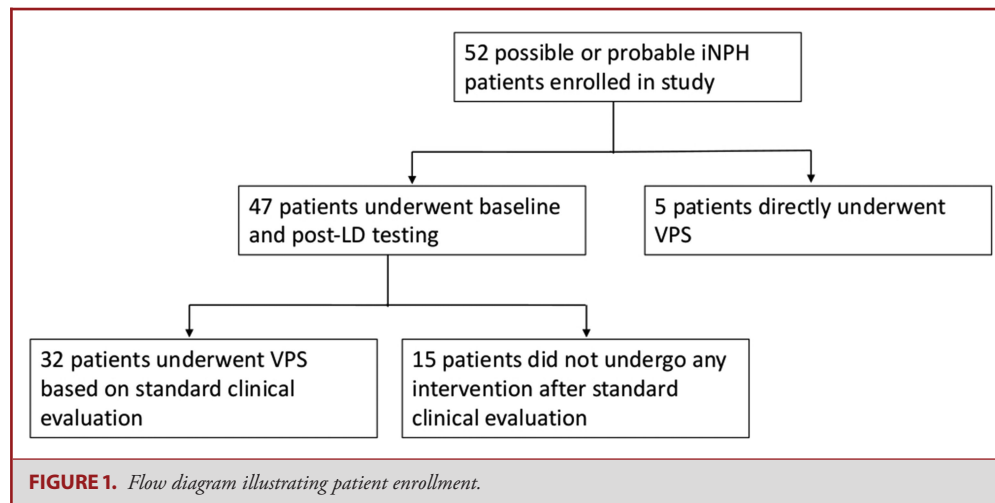 52 possible or probable iNPH
patients enrolled in study
47 patients underwent baseline
and post-LD testing
5 patients directly underwent
VPS
32 patients underwent VPS
based on standard clinical
evaluation
15 patients did not undergo any
intervention after standard
clinical evaluation
FIGURE 1. Flow diagram illustrating patient enrollment.